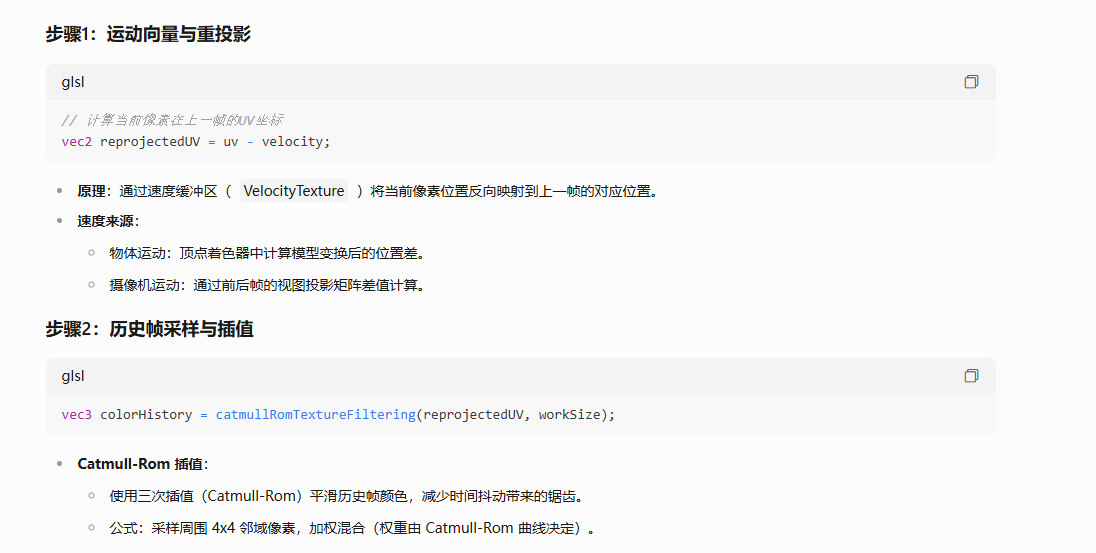 步骤1：运动向量与重投影
glsl
// 计算当前像素在上一帧的UV坐标
vec2 reprojectedUV = uv - velocity;
原理：通过速度缓冲区（ VelocityTexture ）将当前像素位置反向映射到上一帧的对应位置。
速度来源：
物体运动：顶点着色器中计算模型变换后的位置差。
摄像机运动：通过前后帧的视图投影矩阵差值计算。
步骤2：历史帧采样与插值
glsl
vec3 colorHistory = catmullRomTextureFiltering(reprojectedUV, workSize);
Catmull-Rom 插值：
使用三次插值（Catmull-Rom）平滑历史帧颜色，减少时间抖动带来的锯齿。
公式：采样周围 4x4 邻域像素，加权混合（权重由 Catmull-Rom 曲线决定）。